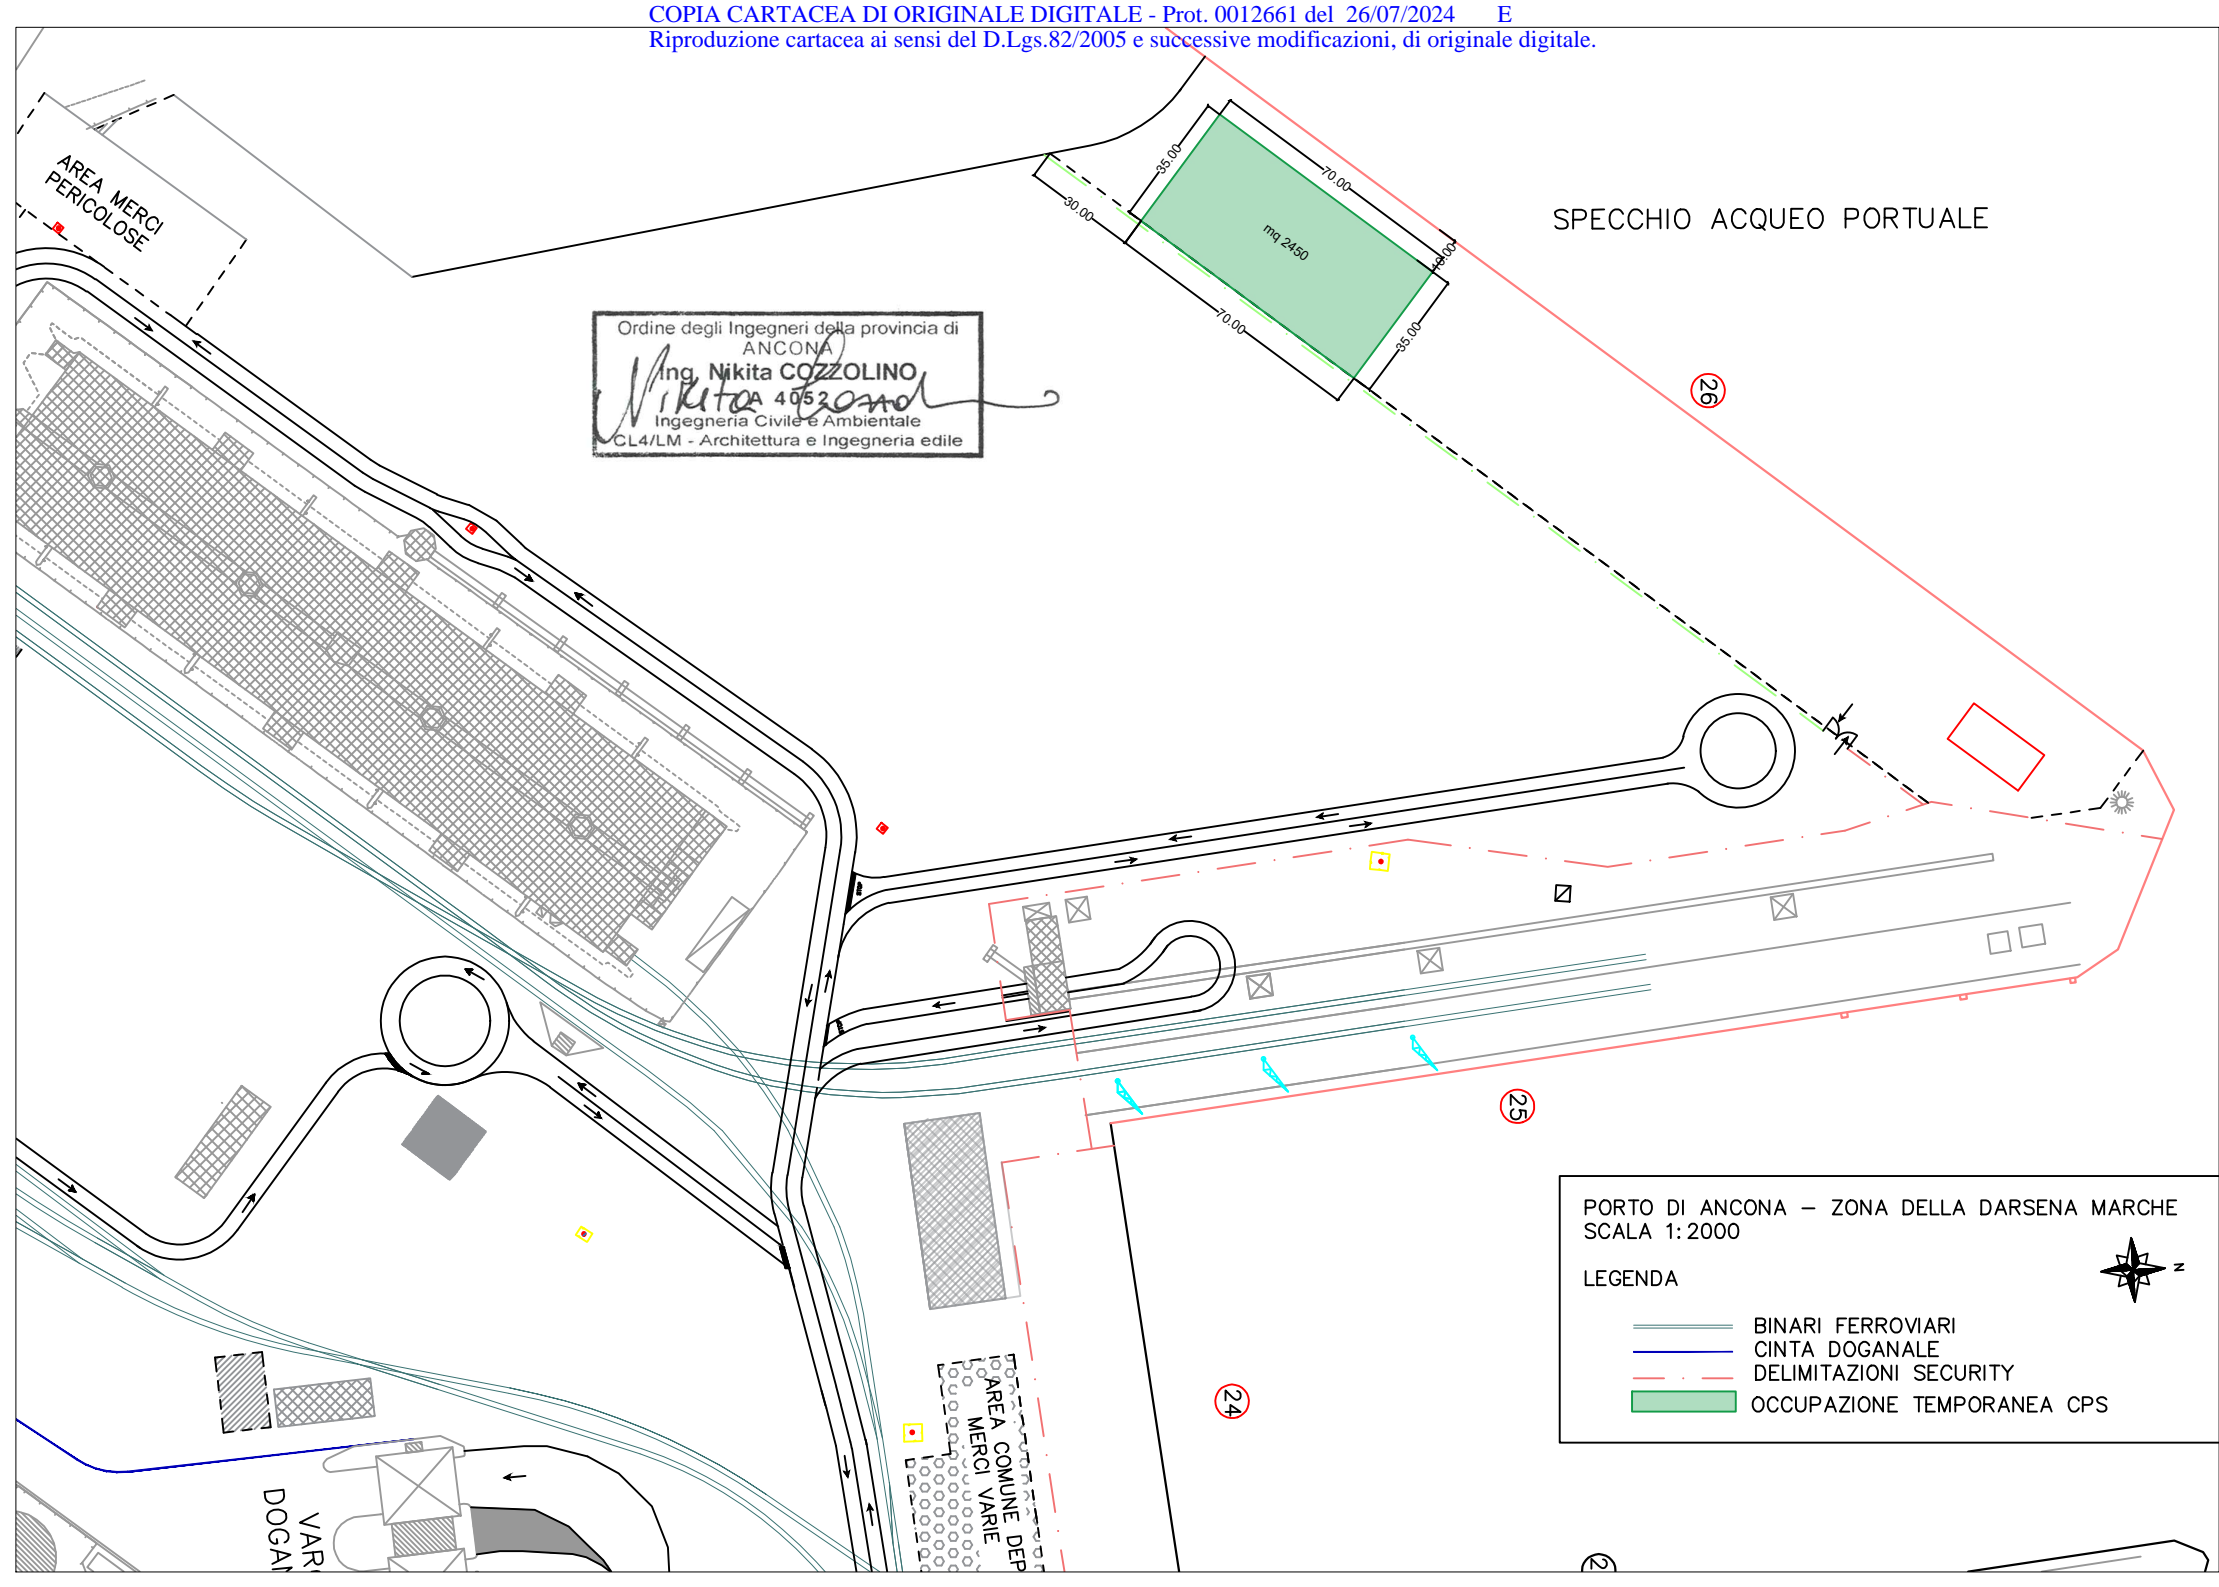 COPIA CARTACEA DI ORIGINALE DIGITALE - Prot. 0012661 del 26/07/2024 E
Riproduzione cartacea ai sensi del D.Lgs.82/2005 e successive modificazioni, di originale digitale.
AREA MERCI
PERICOLOSE
35.00
70.00
30.00
mq 2450
10.00
70.00
35.00
SPECCHIO ACQUEO PORTUALE
26
Ordine degli Ingegneri della provincia di
ANCONA
Ing. Nikita COZZOLINO
A 4052
Ingegneria Civile e Ambientale
CL4/LM - Architettura e Ingegneria edile
STOP
25
24
PORTO DI ANCONA – ZONA DELLA DARSENA MARCHE
SCALA 1:2000
N
LEGENDA
BINARI FERROVIARI
CINTA DOGANALE
DELIMITAZIONI SECURITY
OCCUPAZIONE TEMPORANEA CPS
AREA COMUNE DEP
MERCI VARIE
2